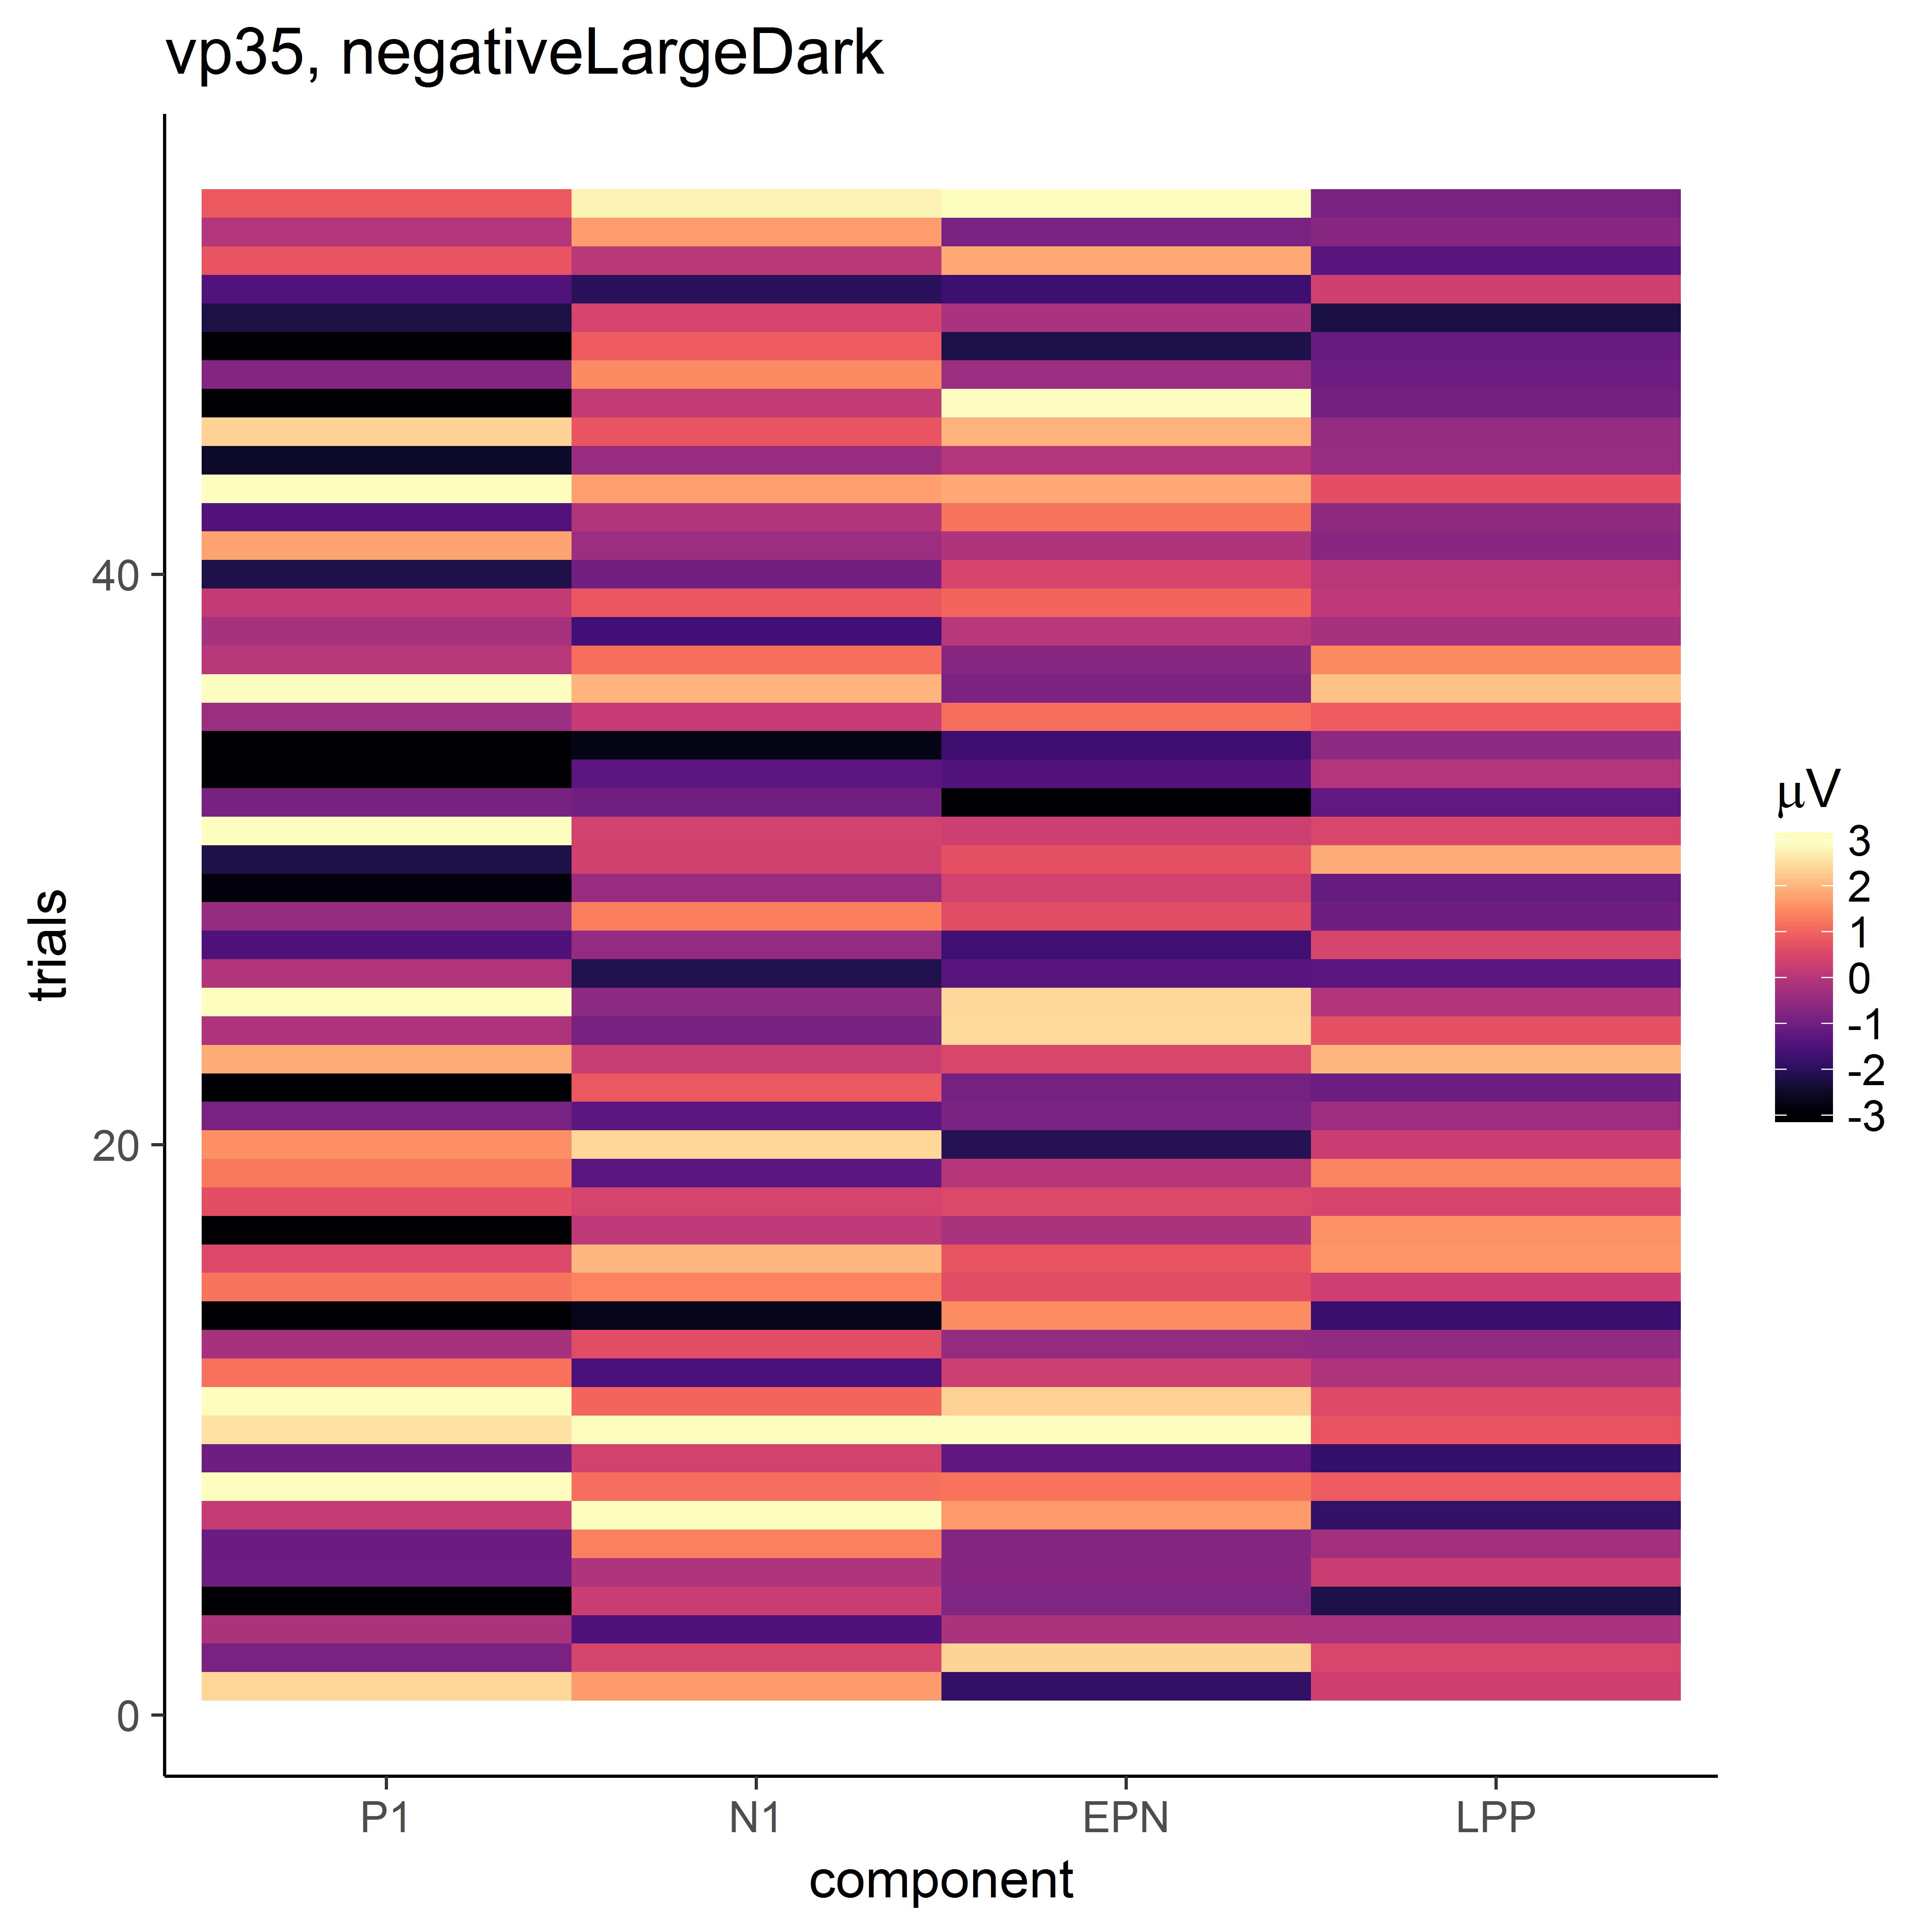 vp35, negativeLargeDark
trials
40
20
0
P1 N1 EPN LPP
component
μV
3
2
1
0
-1
-2
-3